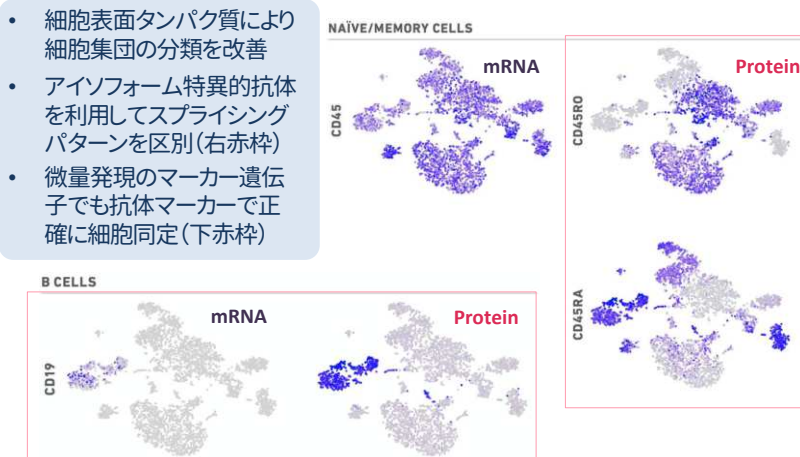 • 細胞表面タンパク質により
細胞集団の分類を改善
• アイソフォーム特異的抗体
を利用してスプライシング
パターンを区別(右赤枠)
• 微量発現のマーカー遺伝
子でも抗体マーカーで正
確に細胞同定(下赤枠)
NAÏVE/MEMORY CELLS
mRNA
Protein
CD45
CD45RO
CD45RA
B CELLS
mRNA
Protein
CD19